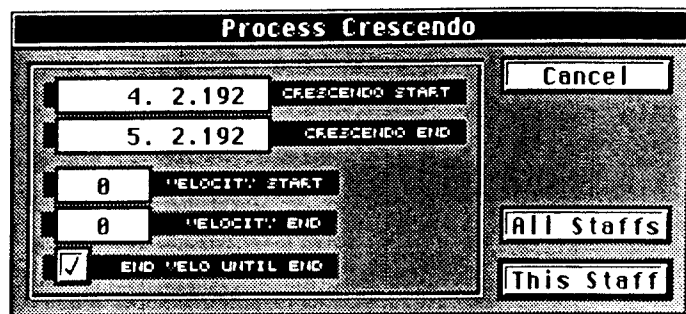 Process Crescendo
4. 2.192 CRESCENDO START
5. 2.192 CRESCENDO END
0 VELOCITY START
0 VELOCITY END
END VELO UNTIL END
Cancel
All Staffs
This Staff